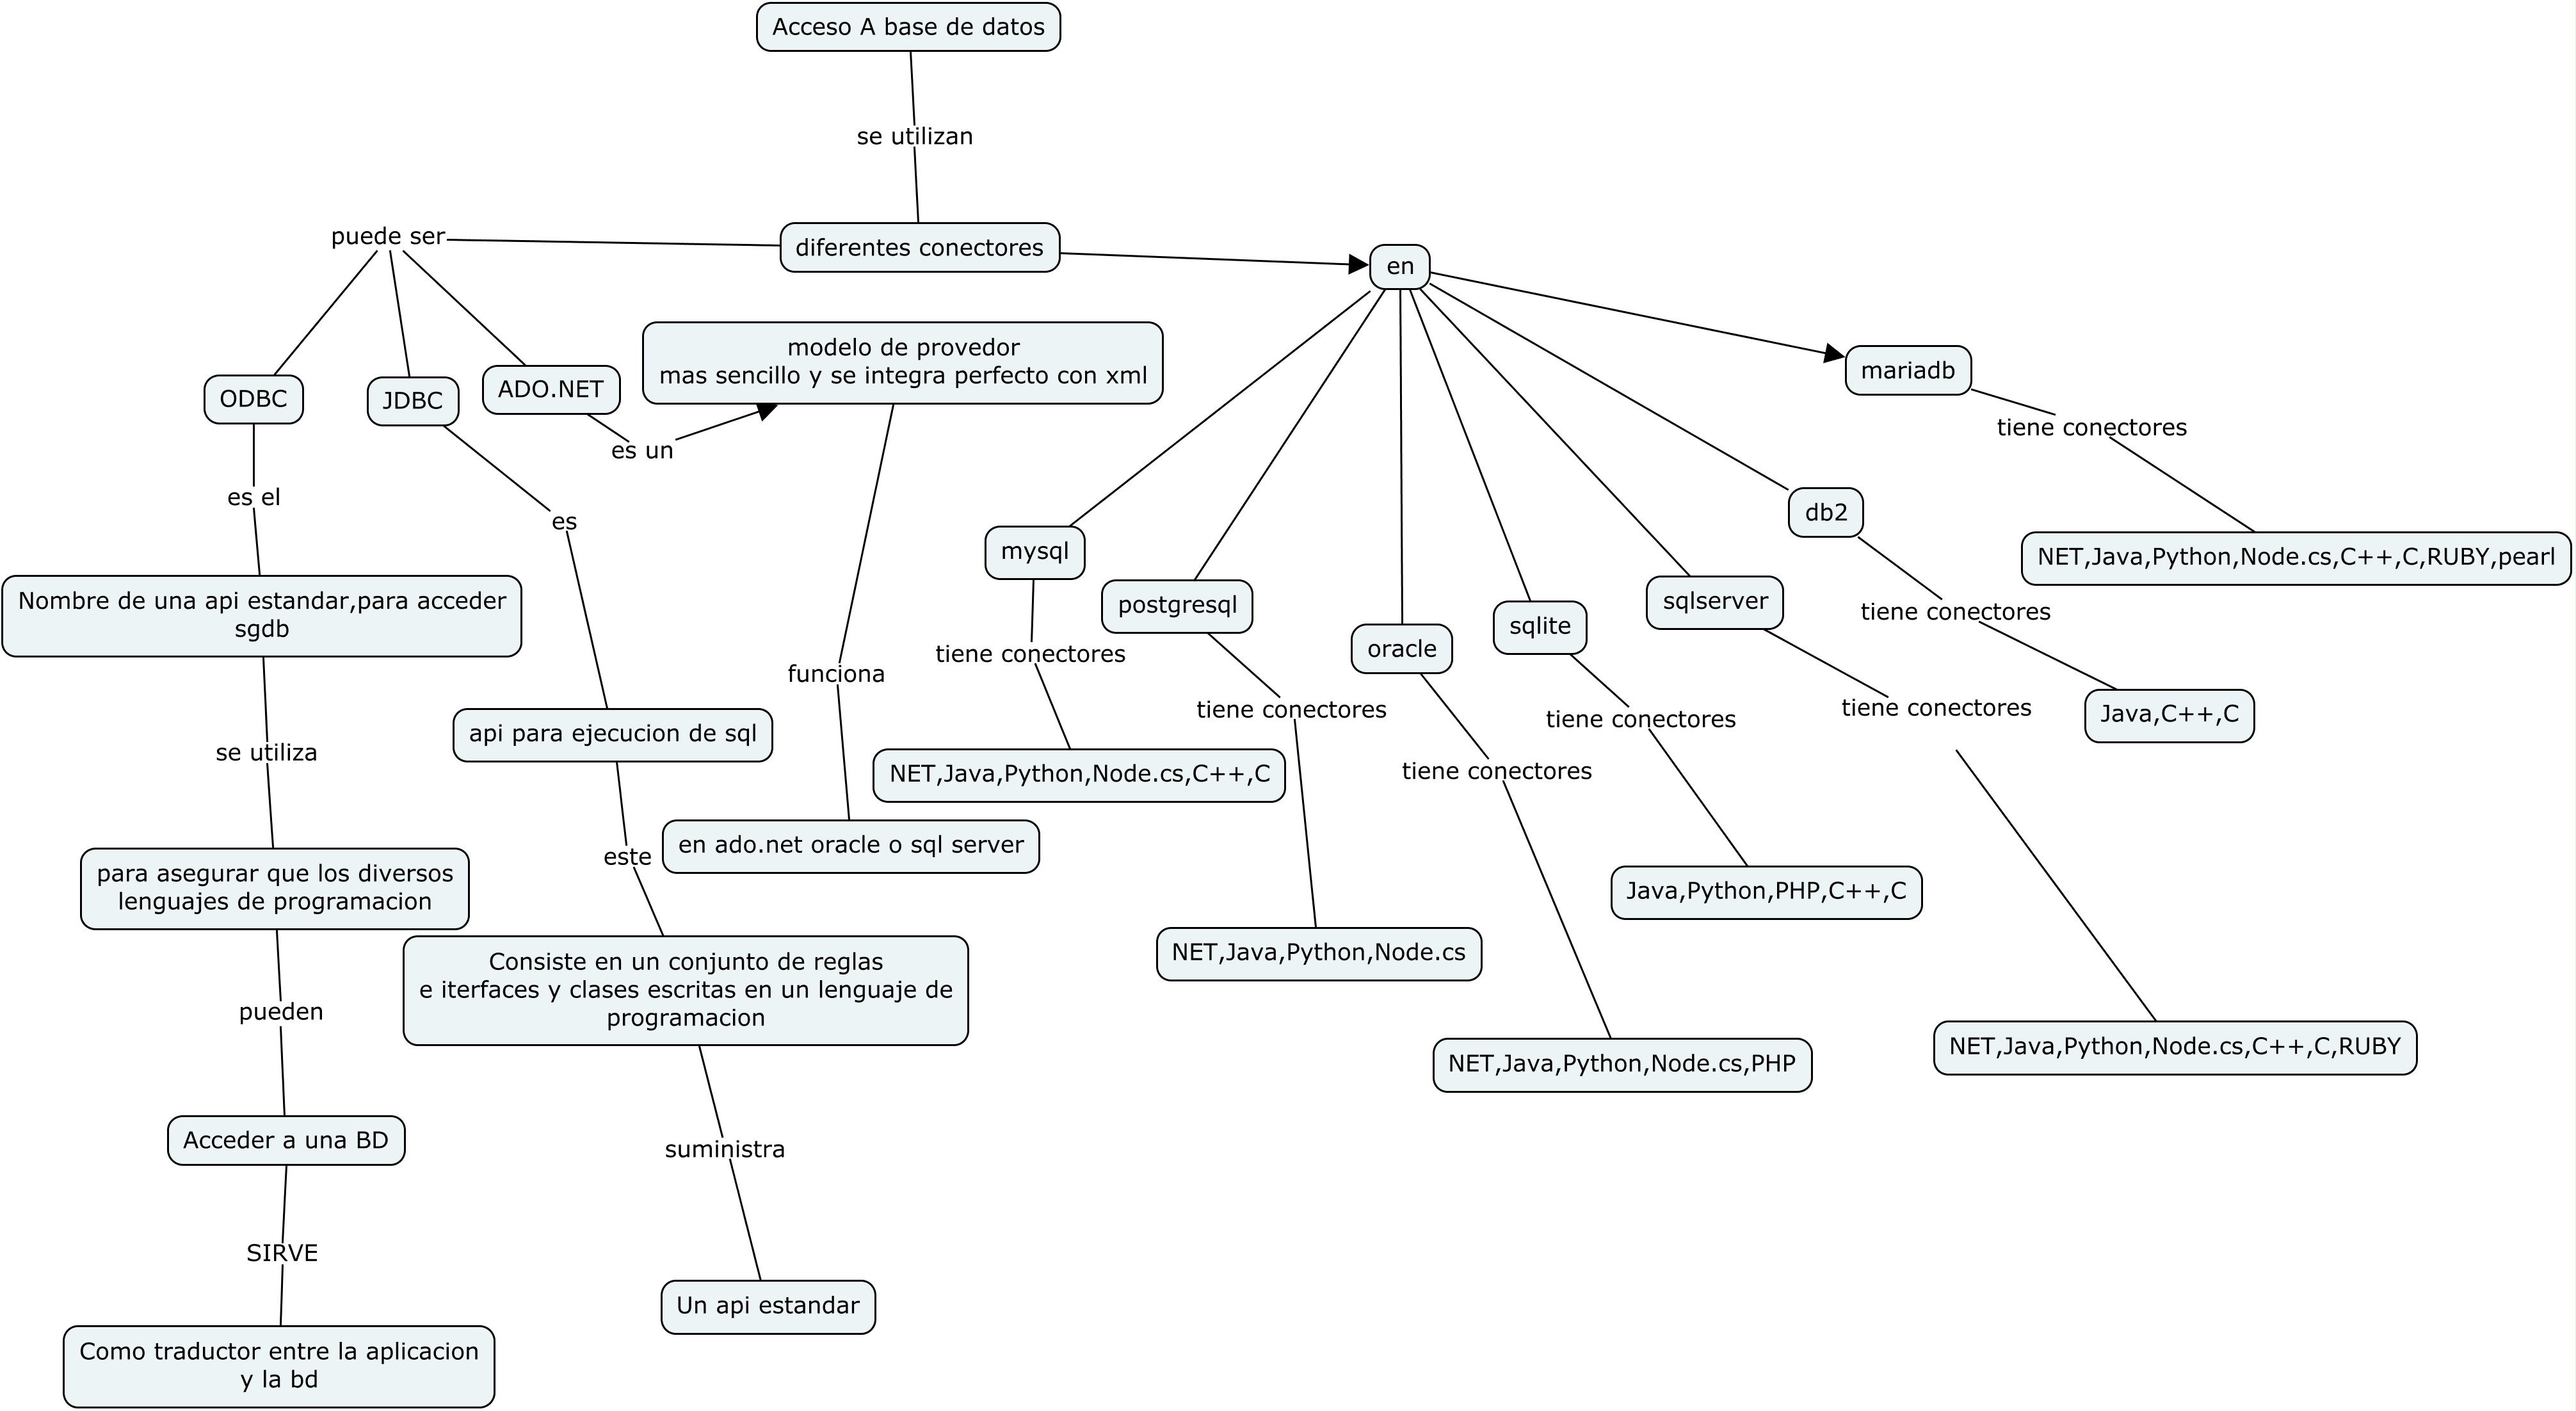 Acceso A base de datos
se utilizan
puede ser
diferentes conectores
en
modelo de provedor
mas sencillo y se integra perfecto con xml
mariadb
ODBC
JDBC
ADO.NET
es un
tiene conectores
es el
es
mysql
postgresql
oracle
sqlite
sqlserver
db2
NET,Java,Python,Node.cs,C++,C,RUBY,pearl
Nombre de una api estandar,para acceder
sgdb
tiene conectores
funciona
tiene conectores
tiene conectores
tiene conectores
tiene conectores
tiene conectores
Java,C++,C
se utiliza
api para ejecucion de sql
NET,Java,Python,Node.cs,C++,C
en ado.net oracle o sql server
este
para asegurar que los diversos
lenguajes de programacion
Java,Python,PHP,C++,C
NET,Java,Python,Node.cs
Consiste en un conjunto de reglas
e iterfaces y clases escritas en un lenguaje de
programacion
pueden
NET,Java,Python,Node.cs,PHP
NET,Java,Python,Node.cs,C++,C,RUBY
Acceder a una BD
suministra
SIRVE
Un api estandar
Como traductor entre la aplicacion
y la bd